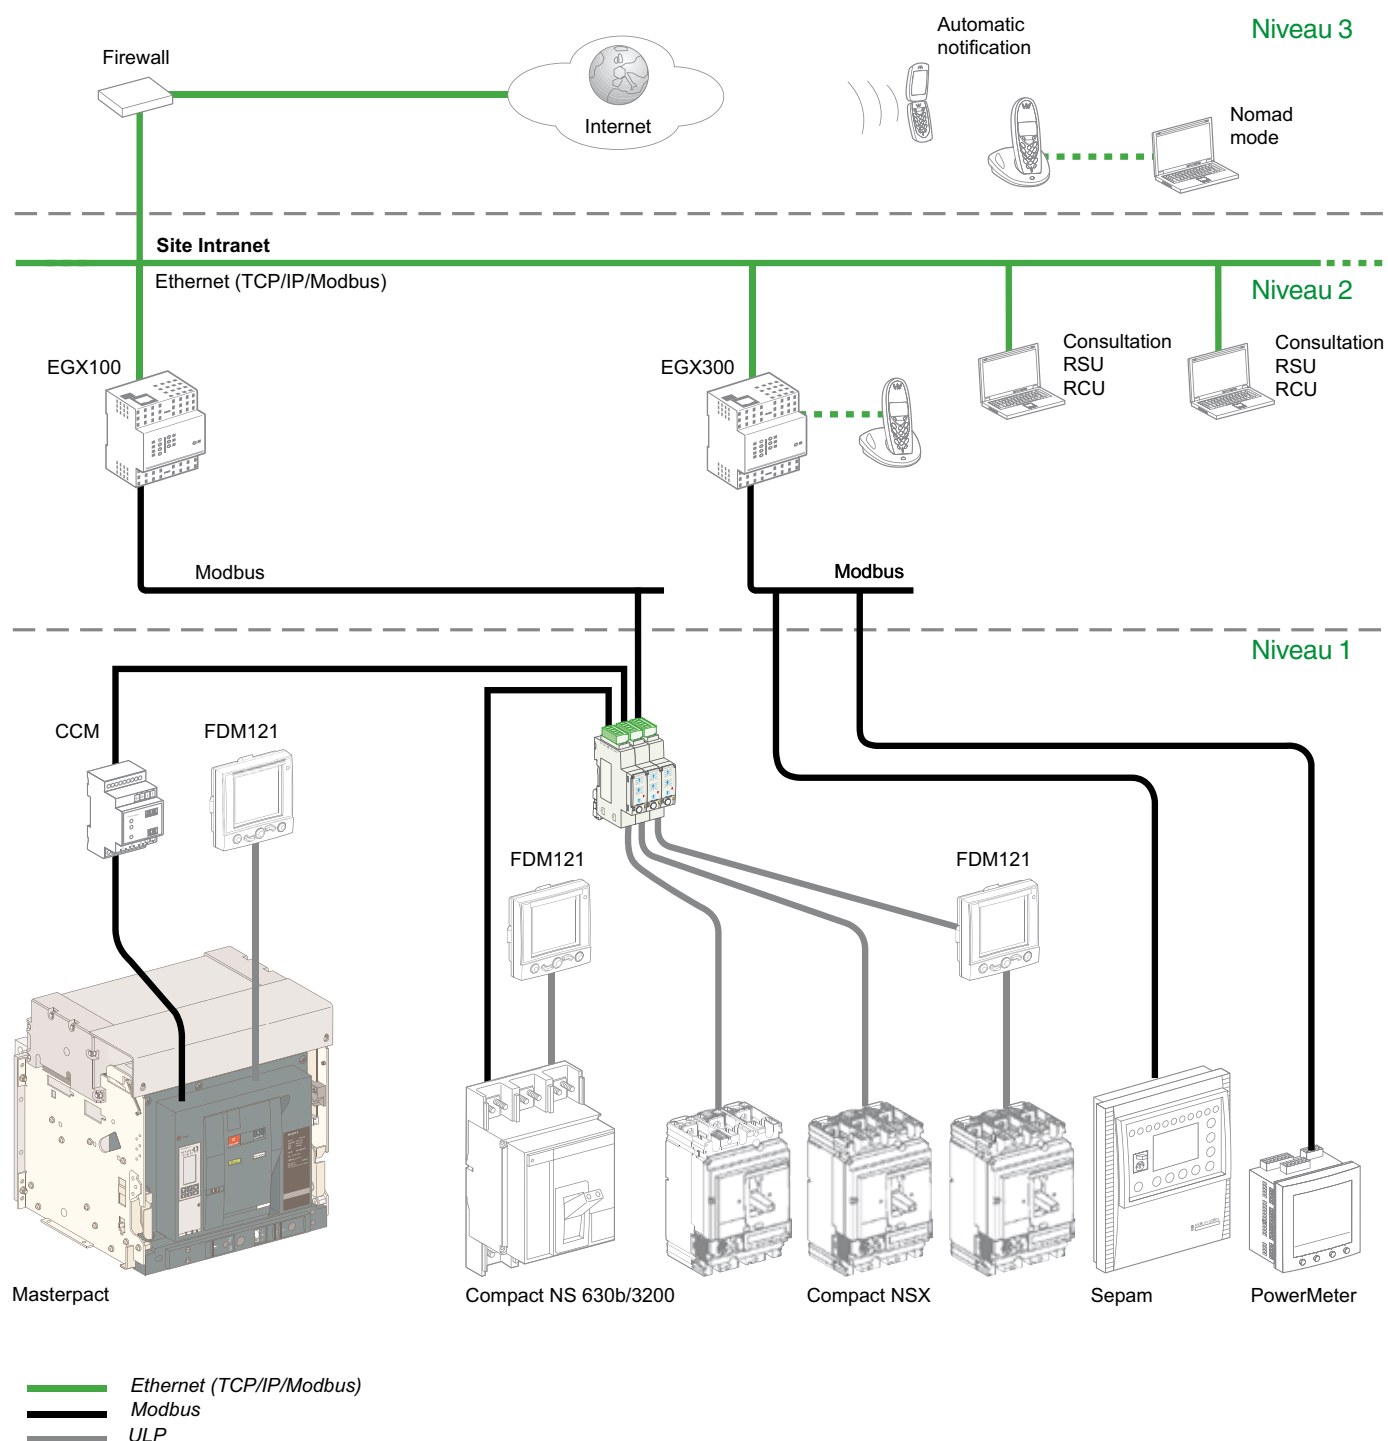 Niveau 3
Automatic
notification
Firewall
Internet
Nomad
mode
Site Intranet
Ethernet (TCP/IP/Modbus)
Niveau 2
Consultation
RSU
RCU
Consultation
RSU
RCU
EGX100
EGX300
Modbus
Modbus
Niveau 1
CCM
FDM121
FDM121
FDM121
Masterpact
Compact NS 630b/3200
Compact NSX
Sepam
PowerMeter
Ethernet (TCP/IP/Modbus)
Modbus
ULP